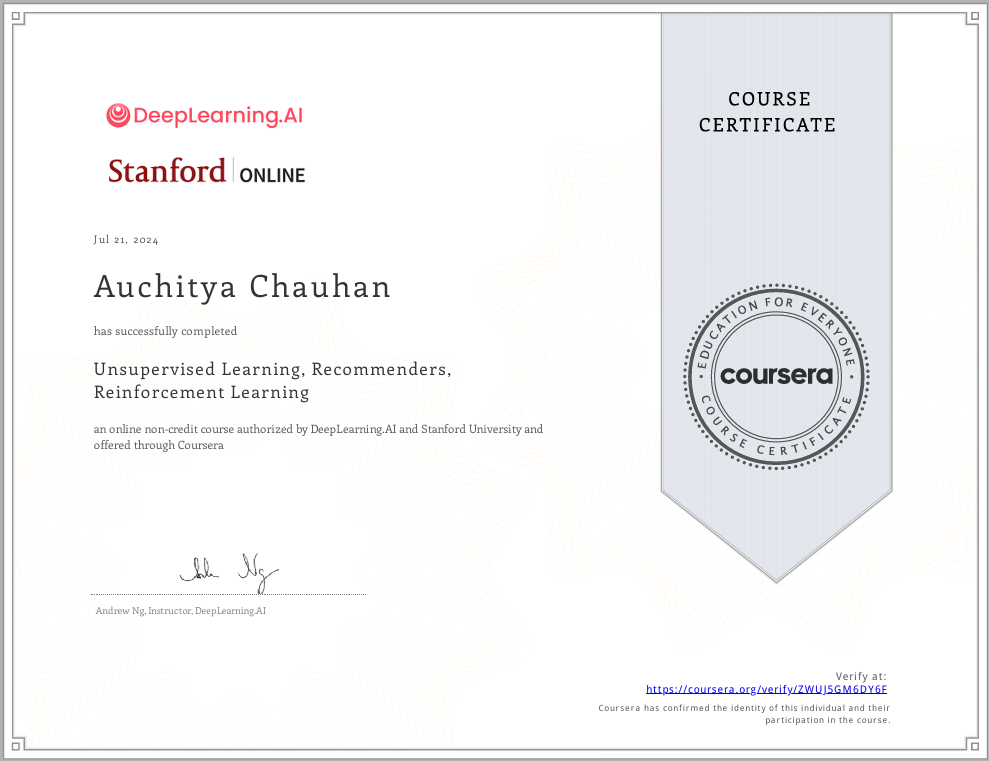 DeepLearning.AI
Stanford ONLINE
Jul 21, 2024
Auchitya Chauhan
has successfully completed
Unsupervised Learning, Recommenders,
Reinforcement Learning
an online non-credit course authorized by DeepLearning.AI and Stanford University and
offered through Coursera
Andrew Ng, Instructor, DeepLearning.AI
COURSE
CERTIFICATE
EDUCATION FOR EVERYONE
coursera
COURSE CERTIFICATE
Verify at:
https://coursera.org/verify/ZWUJ5GM6DY6F
Coursera has confirmed the identity of this individual and their
participation in the course.